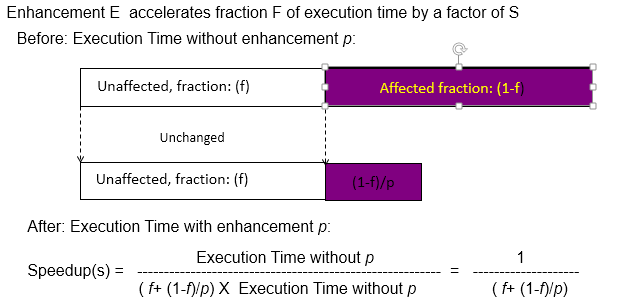 Enhancement E accelerates fraction F of execution time by a factor of S
Before: Execution Time without enhancement p:
Unaffected, fraction: (f) Affected fraction: (1-f)
Unchanged
Unaffected, fraction: (f) (1-f)/p
After: Execution Time with enhancement p:
Execution Time without p 1
Speedup(s) = ---------------------------------------- = --------------------
( f+ (1-f)/p) X Execution Time without p ( f+ (1-f)/p)